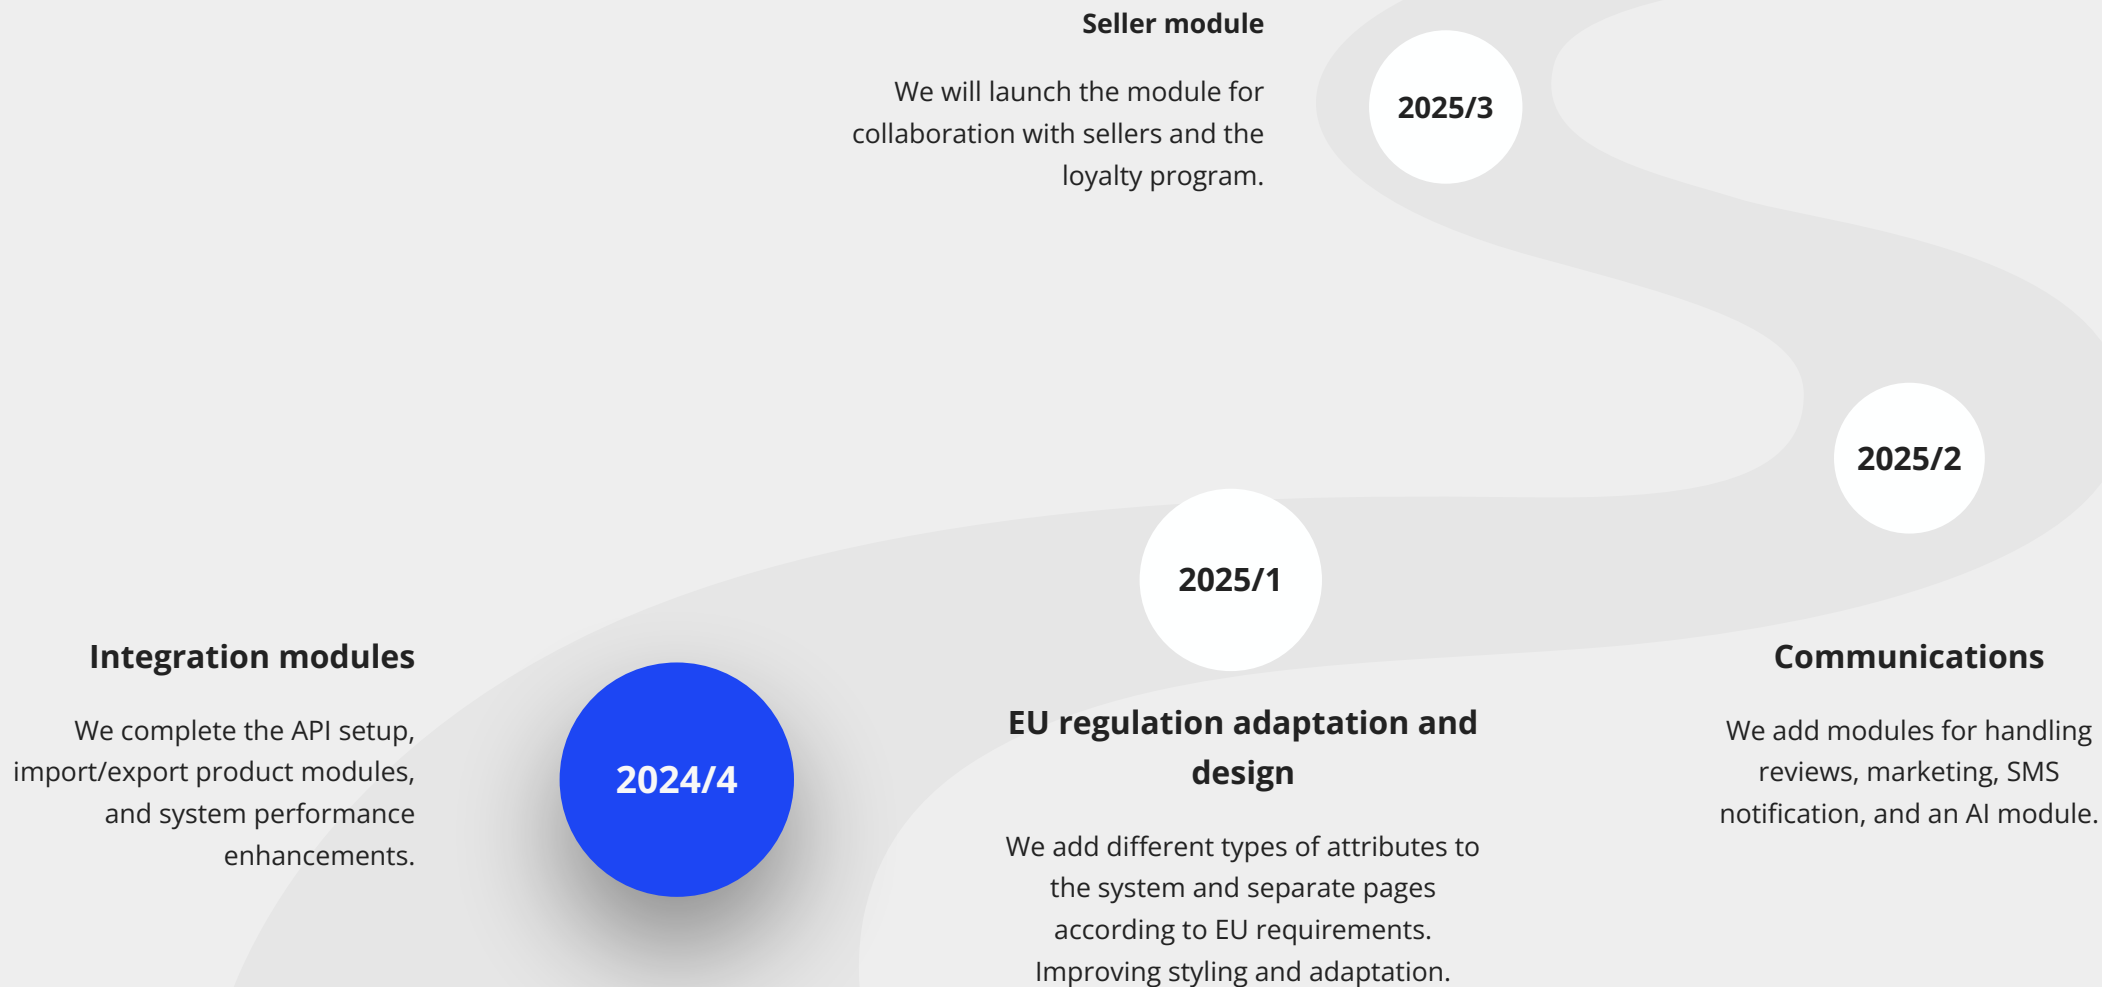 Seller module
We will launch the module for
collaboration with sellers and the
loyalty program.
2025/3
2025/2
2025/1
Integration modules
We complete the API setup,
import/export product modules,
and system performance
enhancements.
2024/4
EU regulation adaptation and
design
We add different types of attributes to
the system and separate pages
according to EU requirements.
Improving styling and adaptation.
Communications
We add modules for handling
reviews, marketing, SMS
notification, and an AI module.